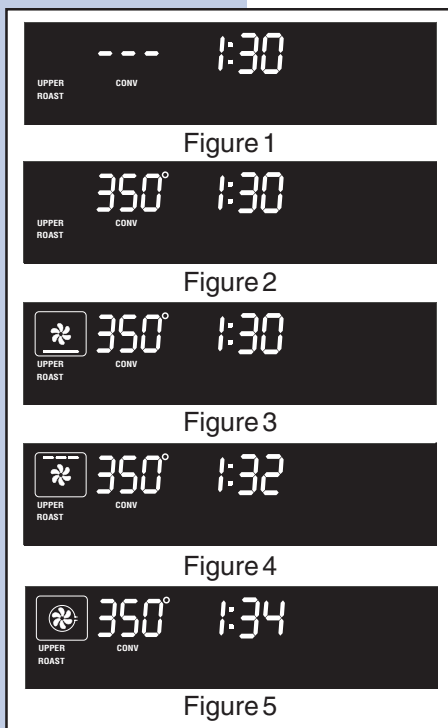 --- 1:30
UPPER CONV
ROAST
Figure 1
350° 1:30
UPPER CONV
ROAST
Figure 2
350° 1:30
UPPER CONV
ROAST
Figure 3
350° 1:32
UPPER CONV
ROAST
Figure 4
350° 1:34
UPPER CONV
ROAST
Figure 5